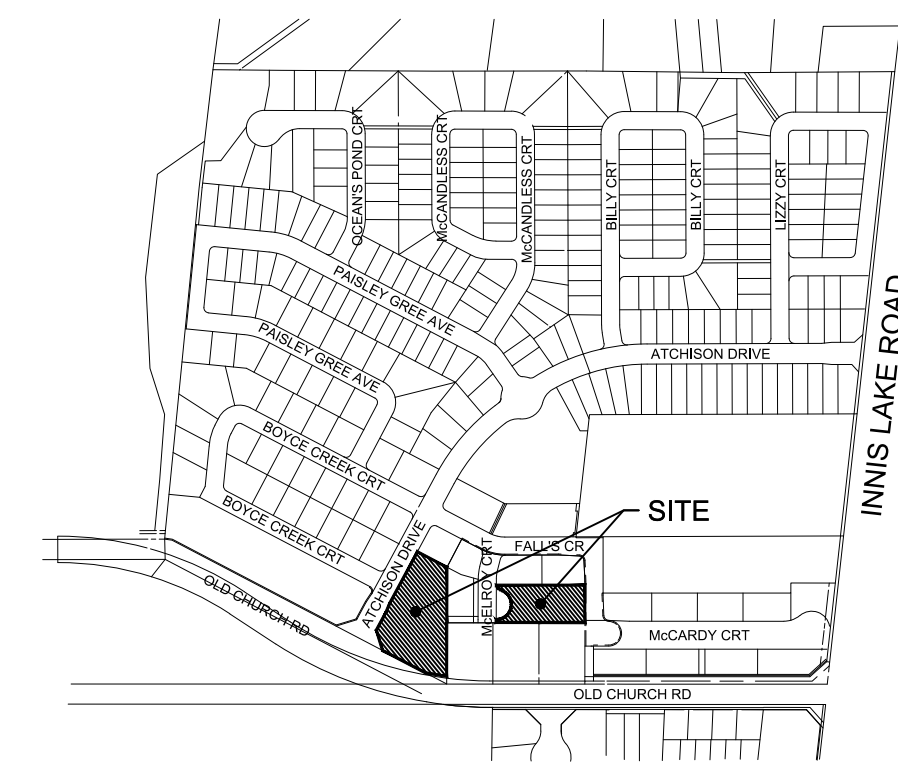 OCEAN'S POND CRT
McCANDLESS CRT
McCANDLESS CRT
BILLY CRT
BILLY CRT
LIZZY CRT
PAISLEY GREE AVE
PAISLEY GREE AVE
ATCHISON DRIVE
INNIS LAKE ROAD
BOYCE CREEK CRT
BOYCE CREEK CRT
ATCHISON DRIVE
SITE
FALL'S CR
McELROY CRT
OLD CHURCH RD
McCARDY CRT
OLD CHURCH RD